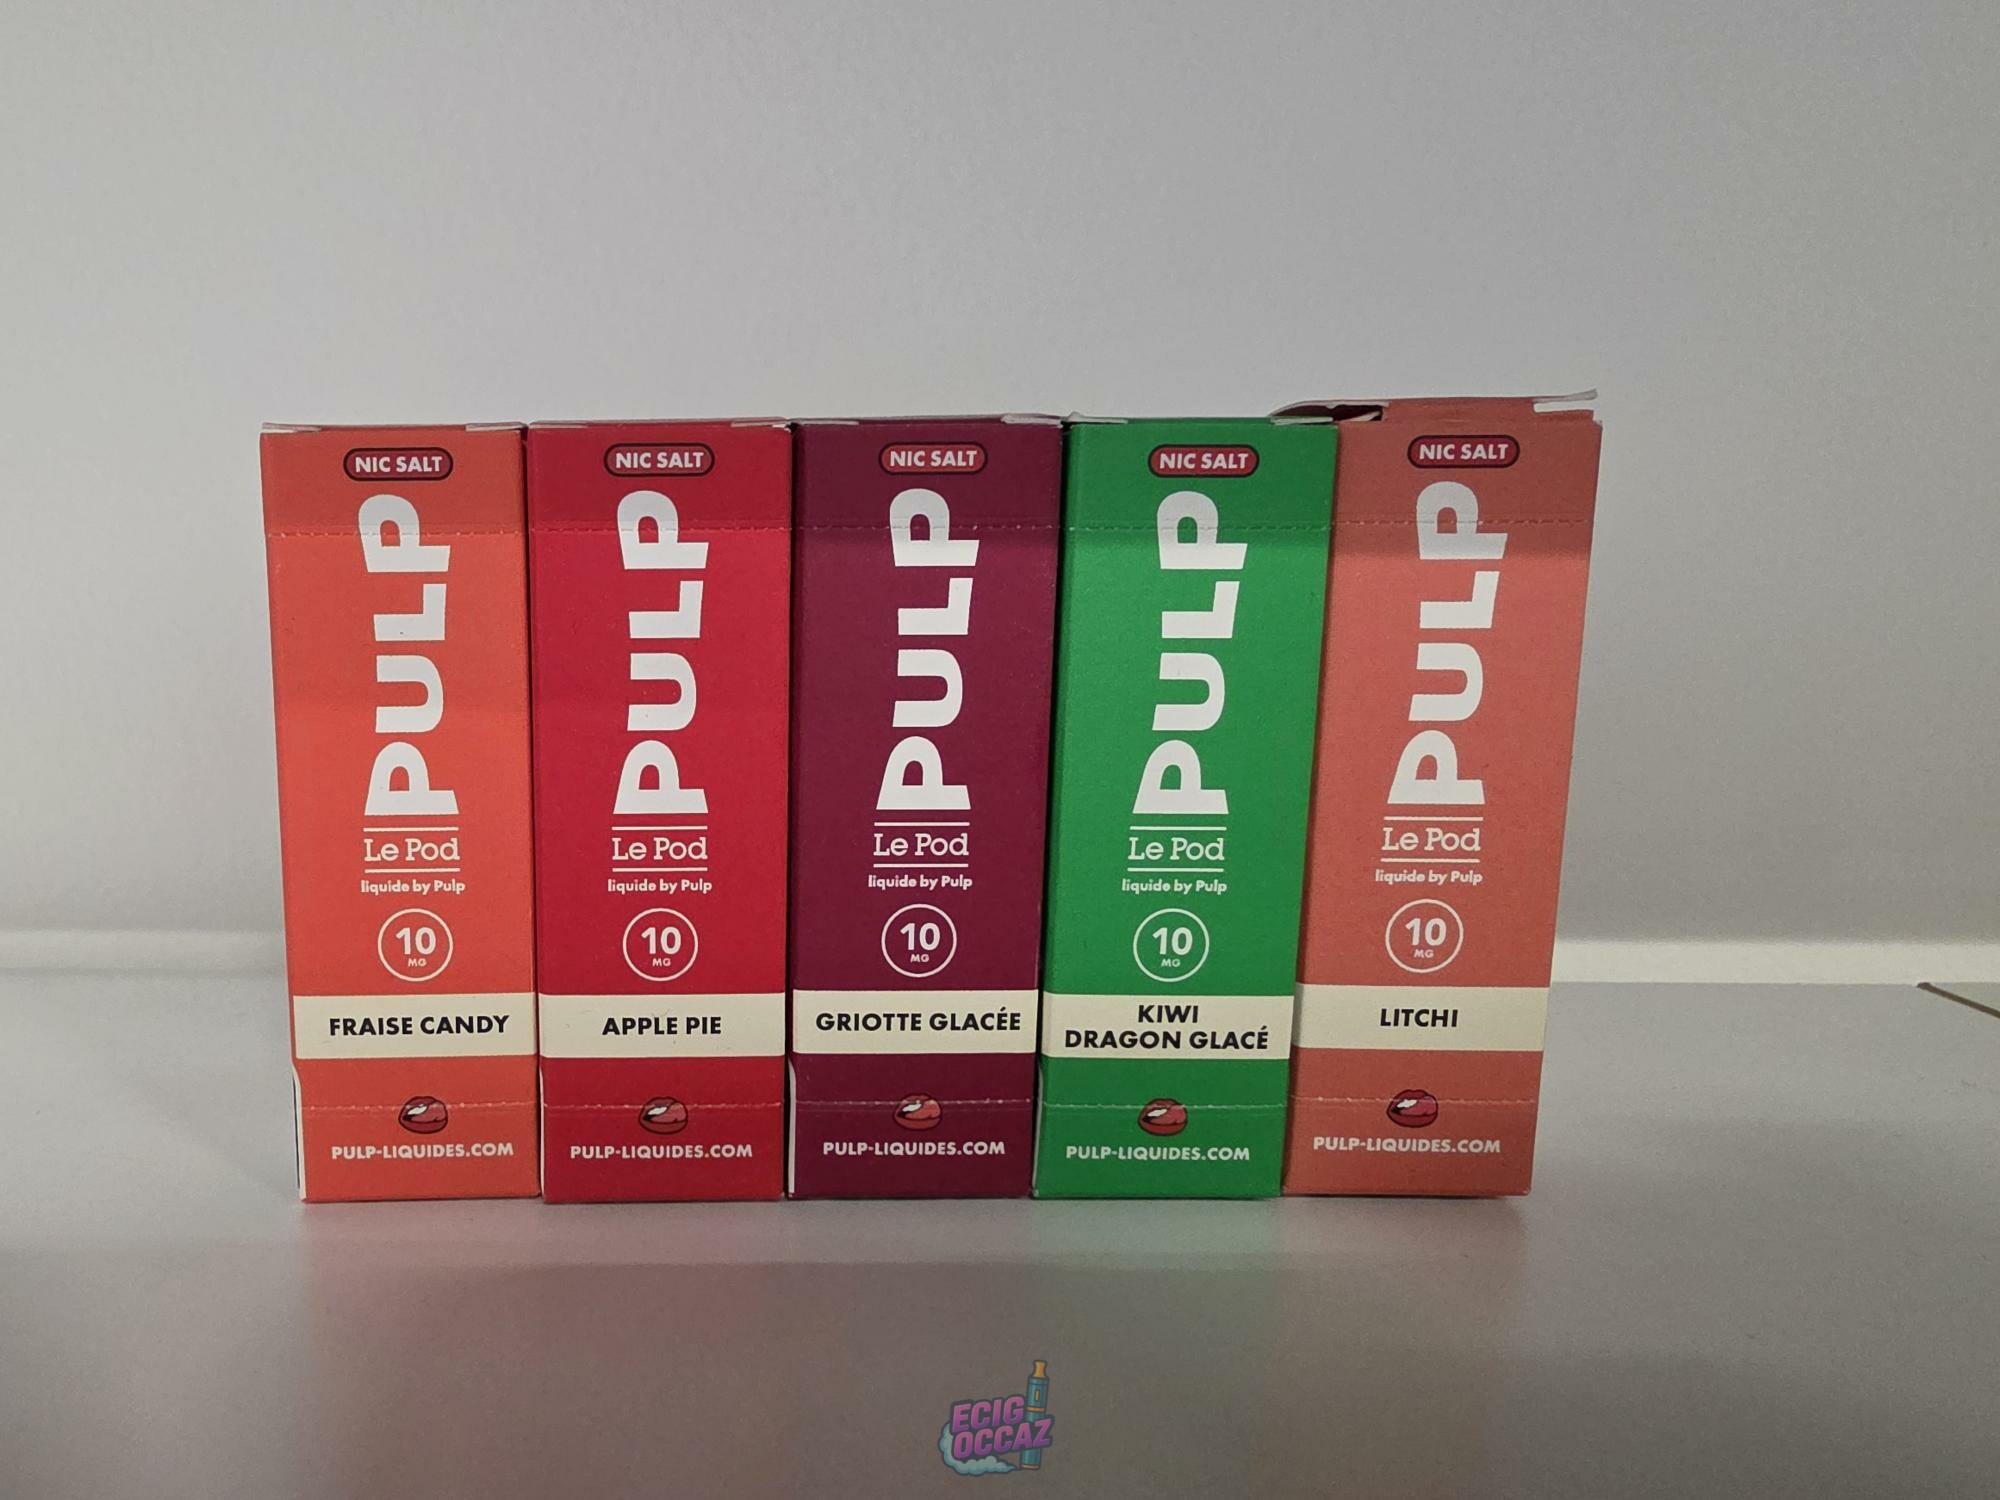 NIC SALT
PULP
Le Pod
liquide by Pulp
10
MG
FRAISE CANDY
PULP-LIQUIDES.COM
NIC SALT
PULP
Le Pod
liquide by Pulp
10
MG
APPLE PIE
PULP-LIQUIDES.COM
NIC SALT
PULP
Le Pod
liquide by Pulp
10
MG
GRIOTTE GLACÉE
PULP-LIQUIDES.COM
NIC SALT
PULP
Le Pod
liquide by Pulp
10
MG
KIWI
DRAGON GLACÉ
PULP-LIQUIDES.COM
NIC SALT
PULP
Le Pod
liquide by Pulp
10
MG
LITCHI
PULP-LIQUIDES.COM
ECIG
OCCAZ